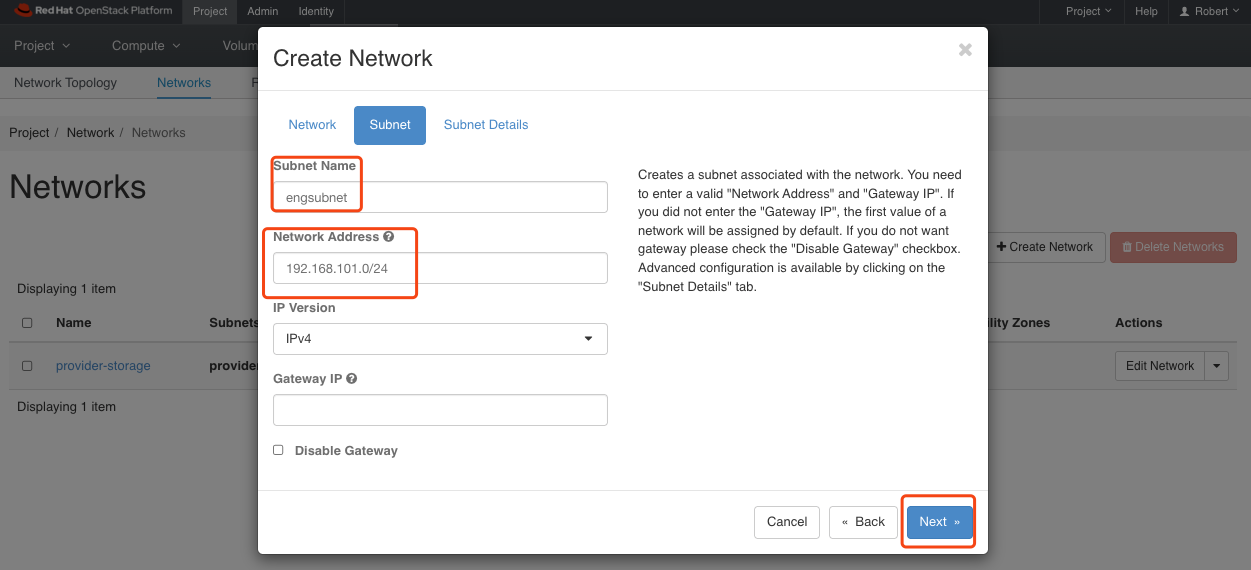 Red Hat OpenStack Platform Project Admin Identity Project Help Robert
Project Compute Volum
Network Topology Networks F
Project / Network / Networks
Networks
+ Create Network Delete Networks
Displaying 1 item
Name Subnets lity Zones Actions
provider-storage provider Edit Network
Displaying 1 item
Create Network
Network Subnet Subnet Details
Subnet Name
engsubnet
Network Address
192.168.101.0/24
IP Version
IPv4
Gateway IP
Disable Gateway
Creates a subnet associated with the network. You need
to enter a valid "Network Address" and "Gateway IP". If
you did not enter the "Gateway IP", the first value of a
network will be assigned by default. If you do not want
gateway please check the "Disable Gateway" checkbox.
Advanced configuration is available by clicking on the
"Subnet Details" tab.
Cancel « Back Next »